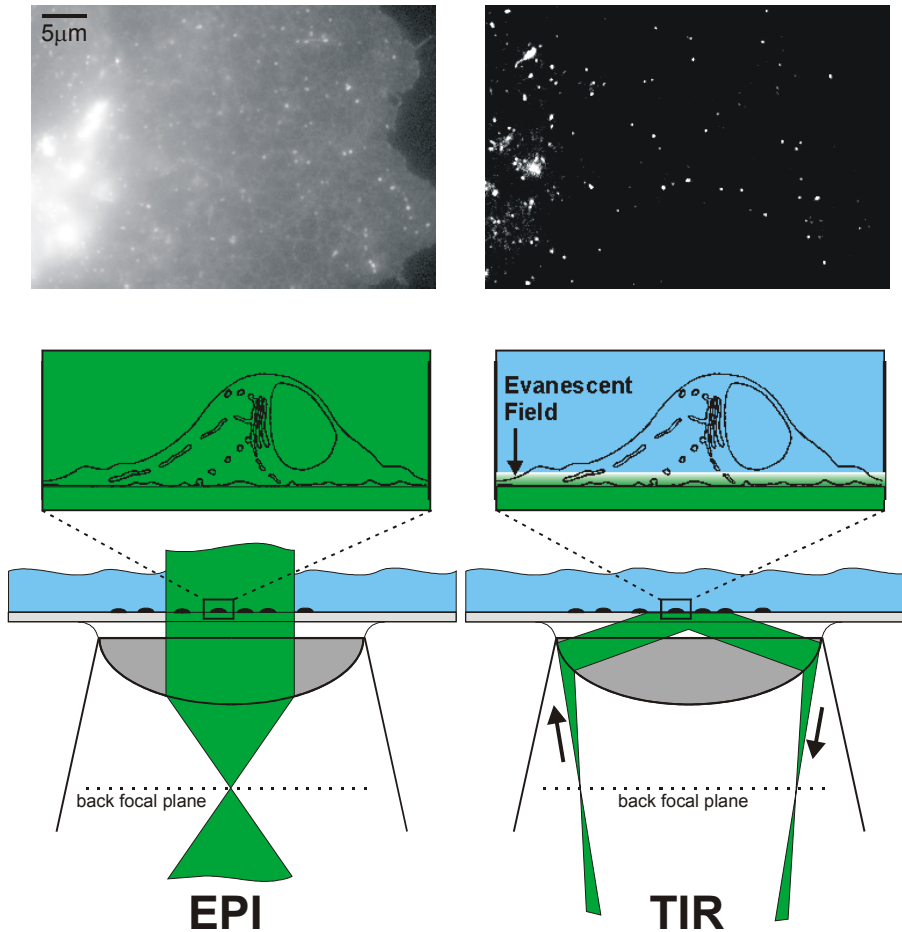 5μm
Evanescent
Field
back focal plane
back focal plane
EPI
TIR